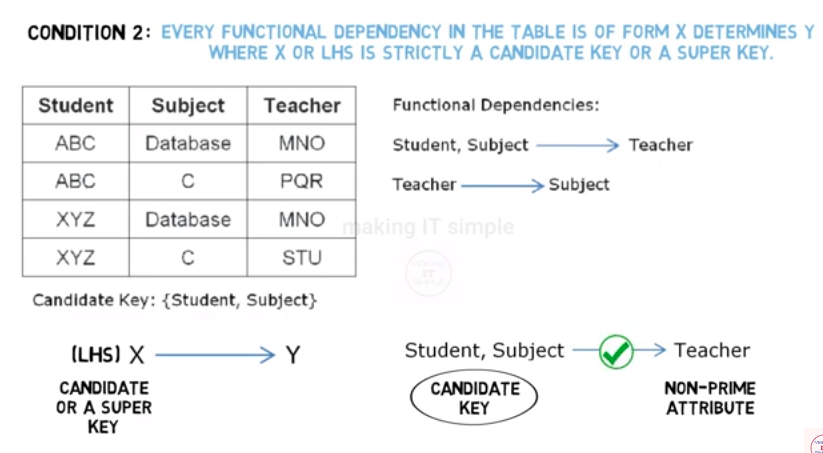 CONDITION 2: EVERY FUNCTIONAL DEPENDENCY IN THE TABLE IS OF FORM X DETERMINES Y
WHERE X OR LHS IS STRICTLY A CANDIDATE KEY OR A SUPER KEY.
Student Subject Teacher
ABC Database MNO
ABC C PQR
XYZ Database MNO
XYZ C STU
Candidate Key: {Student, Subject}
Functional Dependencies:
Student, Subject Teacher
Teacher Subject
making IT simple
(LHS) X Y
CANDIDATE
OR A SUPER
KEY
Student, Subject Teacher
CANDIDATE
KEY
NON-PRIME
ATTRIBUTE